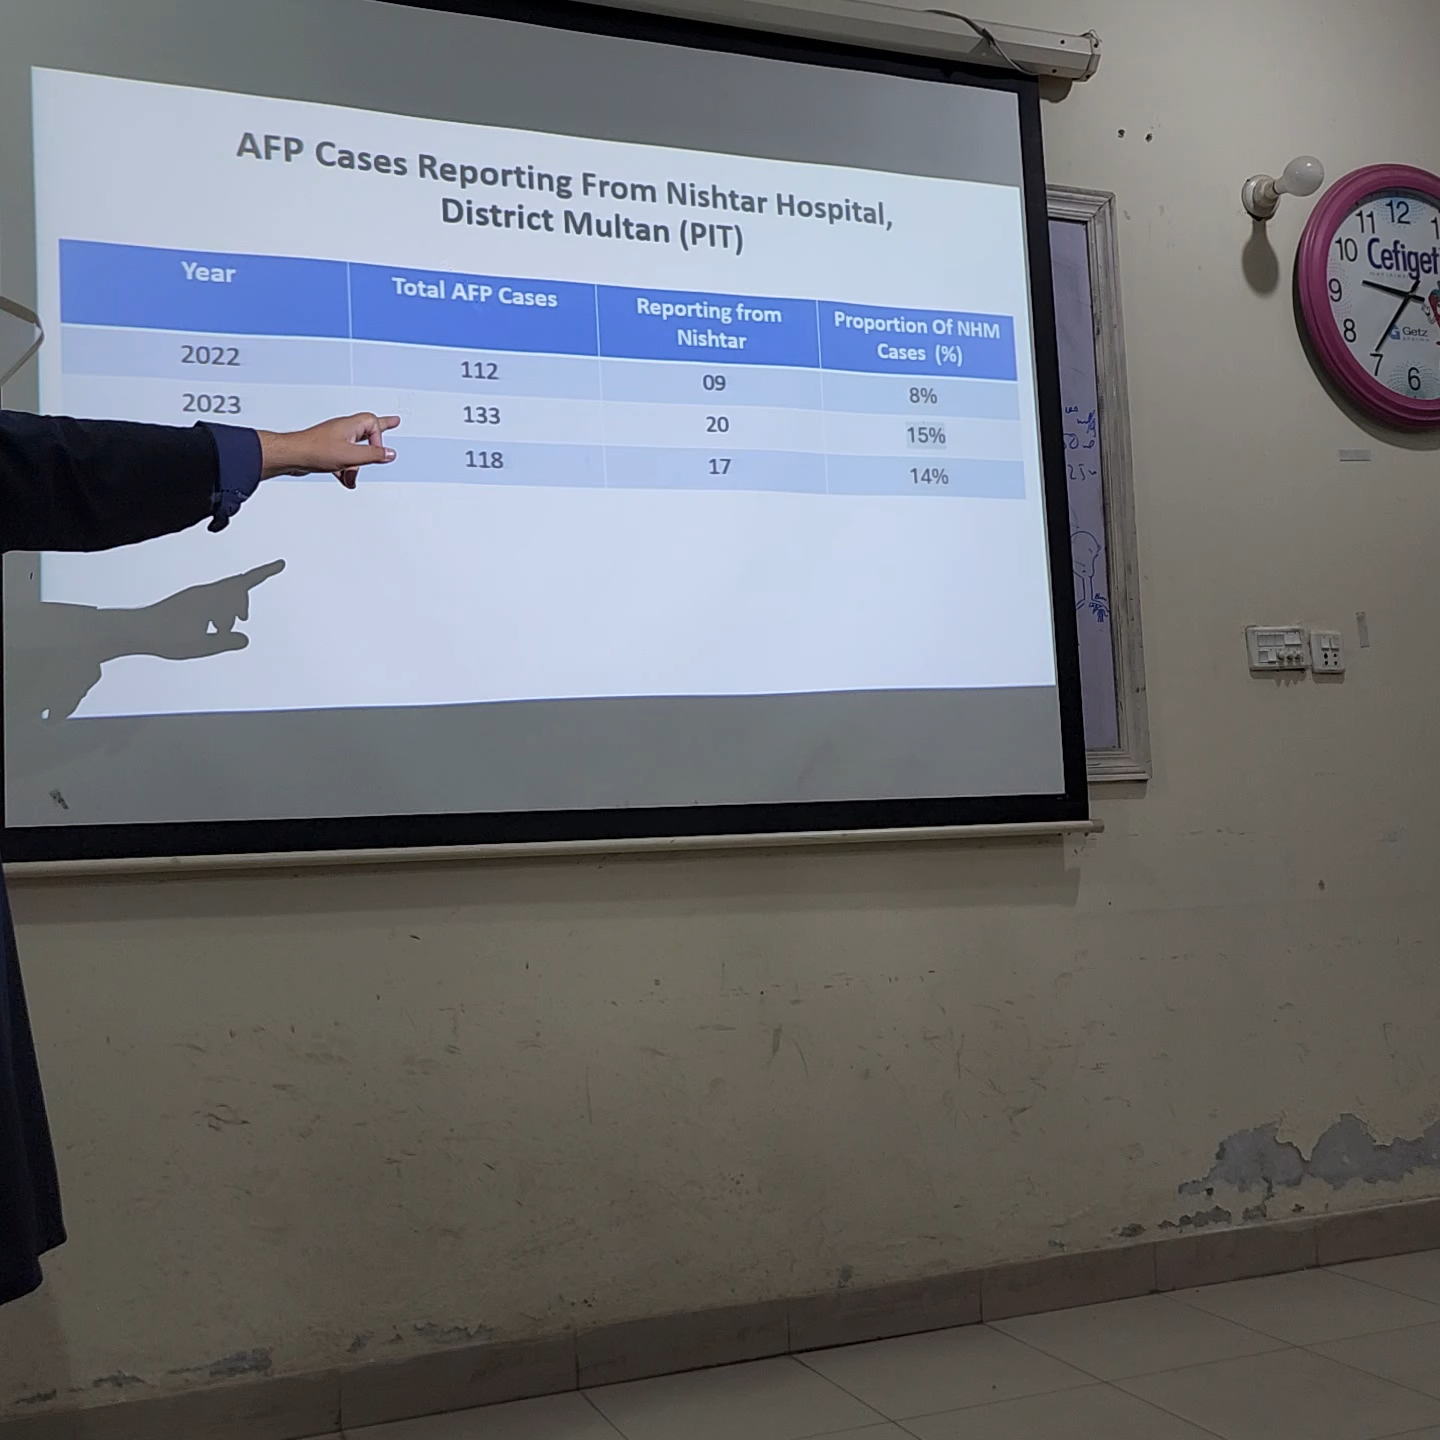 AFP Cases Reporting From Nishtar Hospital,
District Multan (PIT)
Year
Total AFP Cases
Reporting from
Nishtar
Proportion Of NHM
Cases (%)
2022
112
09
8%
2023
133
20
15%
118
17
14%
11
12
10
9
8
7
6
Cefiget
Getz
pharma